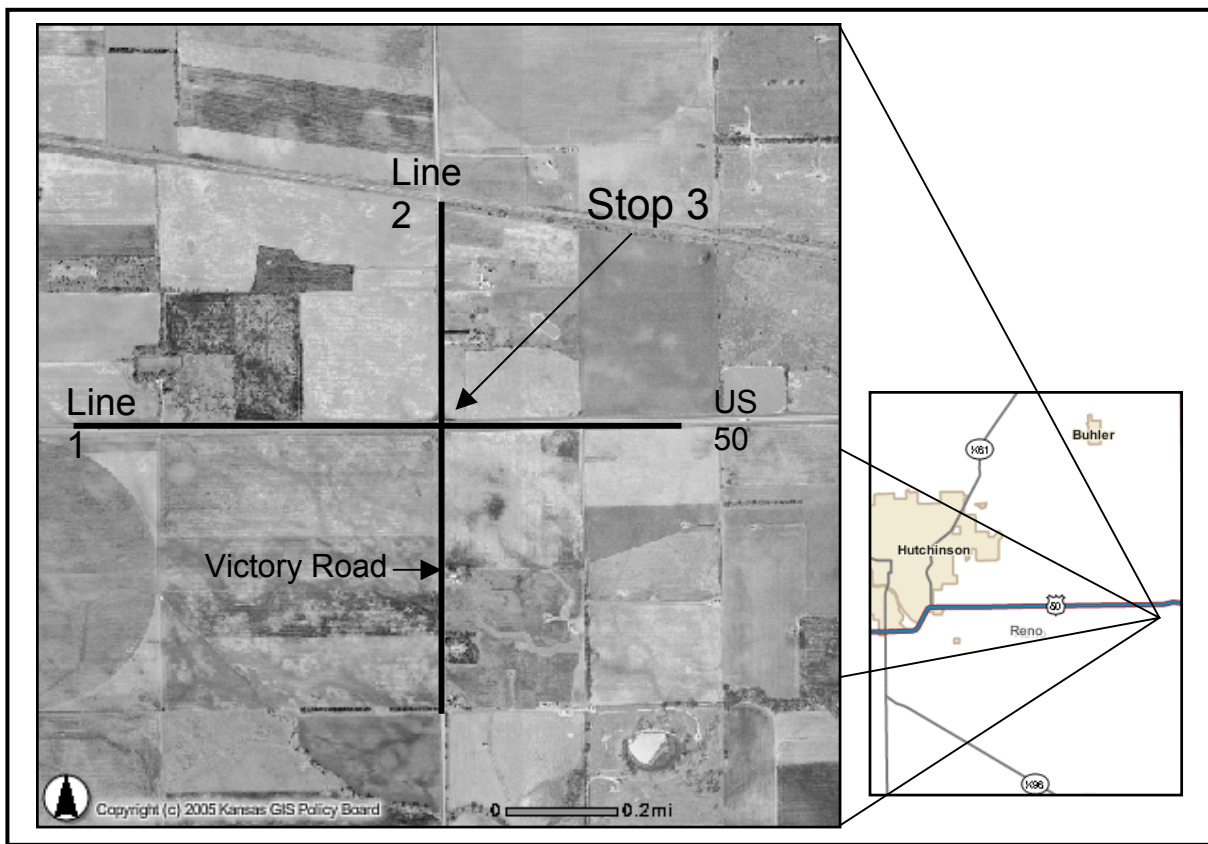 Line
2
Stop 3
Line
1
US
50
Victory Road
Copyright (c) 2005 Kansas GIS Policy Board
0
0.2mi
K61
Buhler
Hutchinson
50
Reno
K96